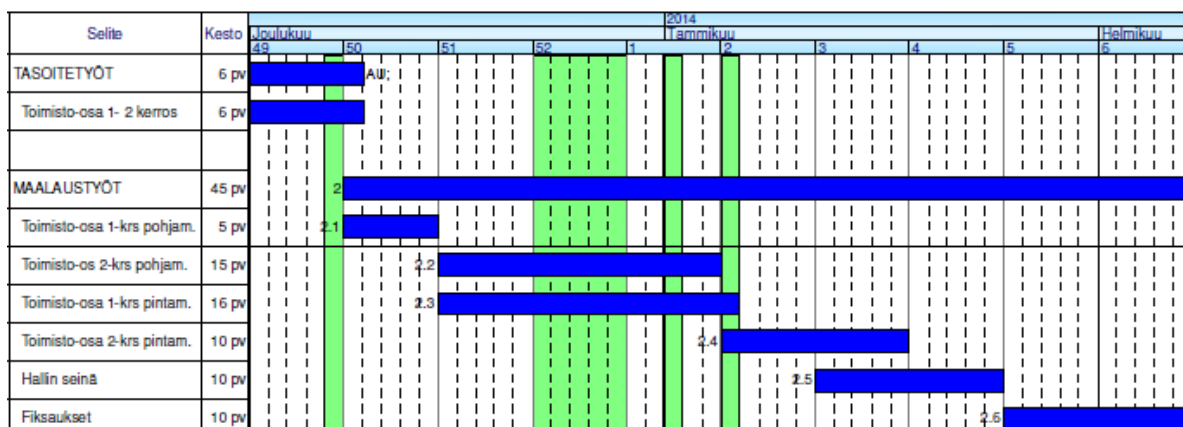 2014
Selite Kesto Joulukuu Tammikuu Helmikuu
49 50 51 52 1 2 3 4 5 6
TASOITETYÖT 6 pv AU;
Toimisto-osa 1- 2 kerros 6 pv
MAALAUSTYÖT 45 pv 2
Toimisto-osa 1-krs pohjam. 5 pv 2.1
Toimisto-os 2-krs pohjam. 15 pv 2.2
Toimisto-osa 1-krs pintam. 16 pv 2.3
Toimisto-osa 2-krs pintam. 10 pv 2.4
Hallin seinä 10 pv 2.5
Fiksaukset 10 pv 2.6